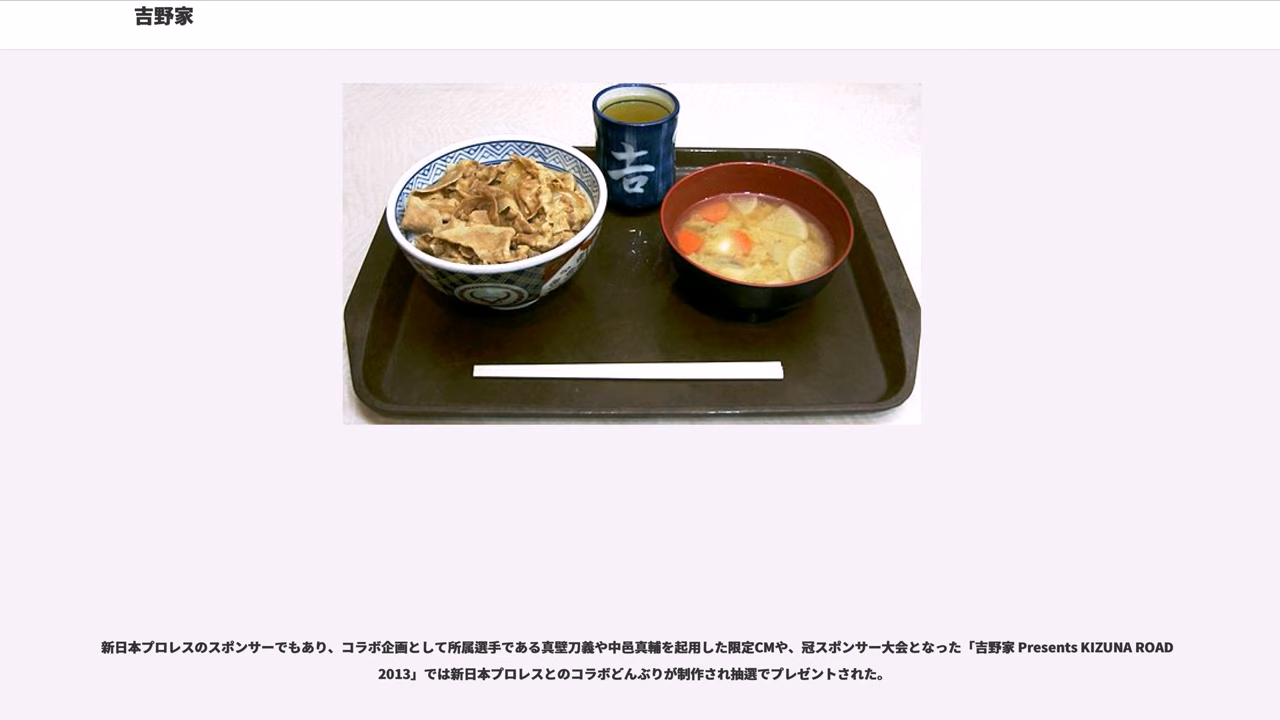 吉野家
吉
新日本プロレスのスポンサーでもあり、コラボ企画として所属選手である真壁刀義や中邑真輔を起用した限定CMや、冠スポンサー大会となった「吉野家 Presents KIZUNA ROAD
2013」では新日本プロレスとのコラボどんぶりが制作され抽選でプレゼントされた。